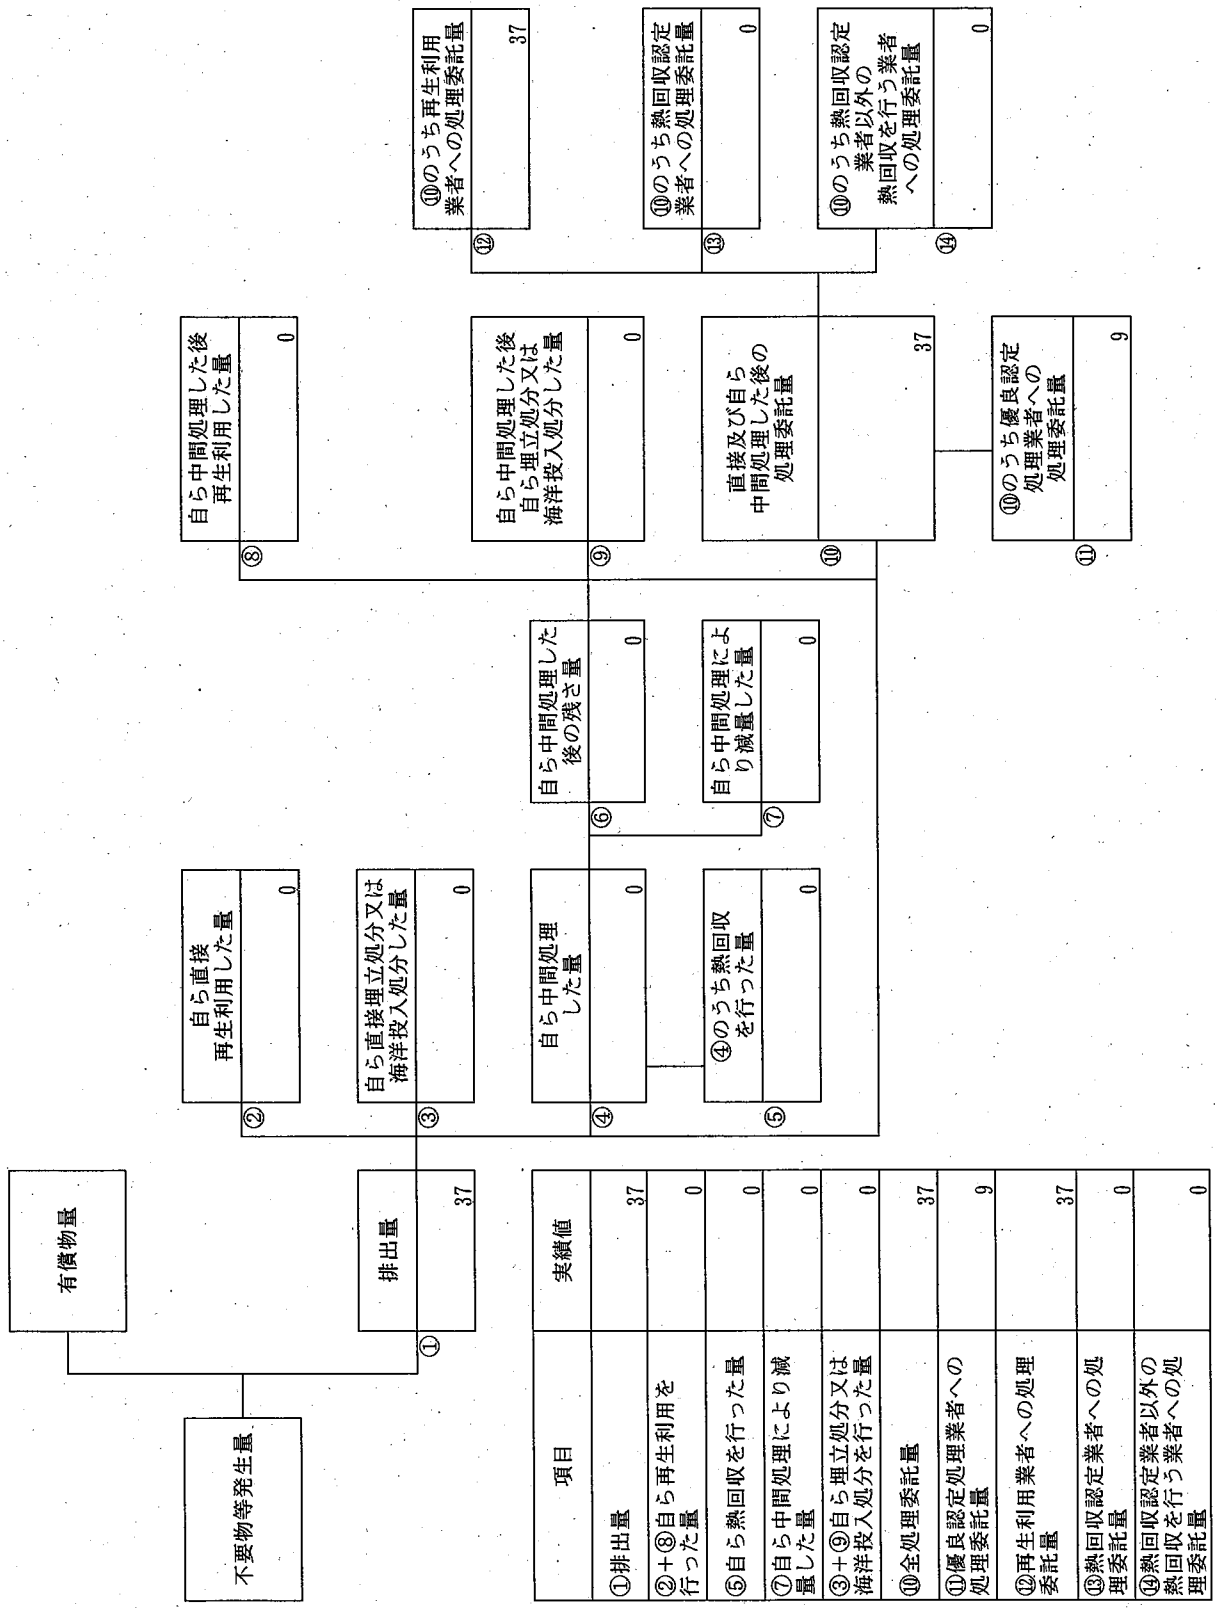 不要物等発生量
有償物量
①
排出量
37
②
自ら直接
再生利用した量
0
③
自ら直接埋立処分又は
海洋投入処分した量
0
④
自ら中間処理
した量
0
⑤
④のうち熱回収
を行った量
0
⑥
自ら中間処理した
後の残さ量
0
⑦
自ら中間処理によ
り減量した量
0
⑧
自ら中間処理した後
再生利用した量
0
⑨
自ら中間処理した後
自ら埋立処分又は
海洋投入処分した量
0
⑩
直接及び自ら
中間処理した後の
処理委託量
37
⑪
⑩のうち優良認定
処理業者への
処理委託量
9
⑫
⑩のうち再生利用
業者への処理委託量
37
⑬
⑩のうち熱回収認定
業者への処理委託量
0
⑭
⑩のうち熱回収認定
業者以外の
熱回収を行う業者
への処理委託量
0
項目 実績値
①排出量 37
②+⑧自ら再生利用を
行った量 0
⑤自ら熱回収を行った量 0
⑦自ら中間処理により減
量した量 0
③+⑨自ら埋立処分又は
海洋投入処分を行った量 0
⑩全処理委託量 37
⑪優良認定処理業者への
処理委託量 9
⑫再生利用業者への処理
委託量 37
⑬熱回収認定業者への処
理委託量 0
⑭熱回収認定業者以外の
熱回収を行う業者への処
理委託量 0